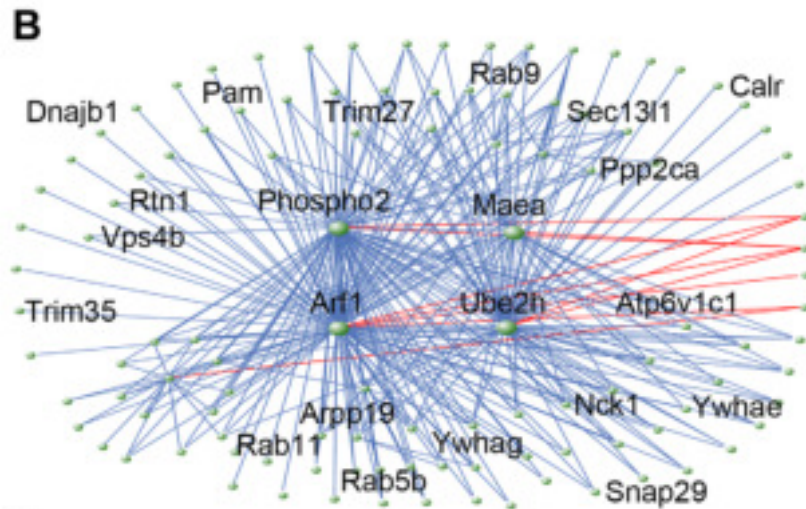 B
Rab9
Pam
Trim27
Calr
Dnajb1
Sec13l1
Ppp2ca
Rtn1
Phospho2
Maea
Vps4b
Trim35
Arf1
Ube2h
Atp6v1c1
Arpp19
Nck1
Ywhae
Rab11
Ywhag
Rab5b
Snap29